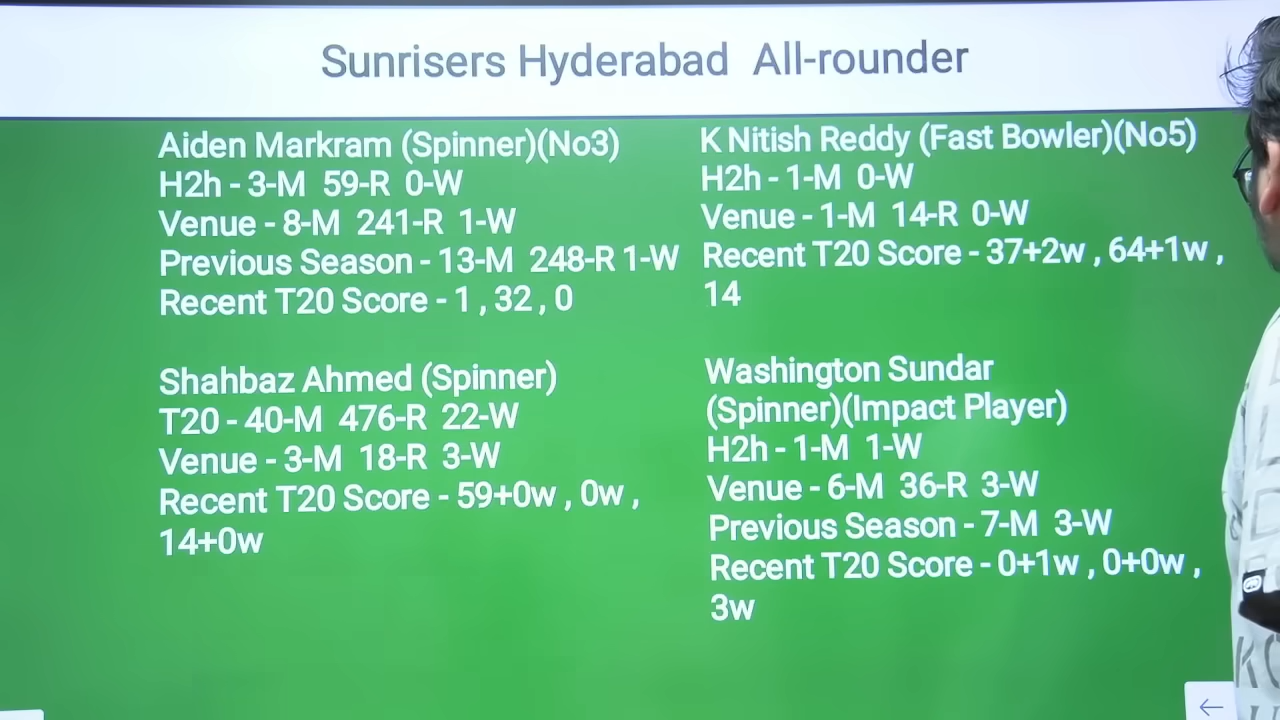 Sunrisers Hyderabad All-rounder
Aiden Markram (Spinner)(No3)
H2h - 3-M 59-R 0-W
Venue - 8-M 241-R 1-W
Previous Season - 13-M 248-R 1-W
Recent T20 Score - 1 , 32 , 0
K Nitish Reddy (Fast Bowler)(No5)
H2h - 1-M 0-W
Venue - 1-M 14-R 0-W
Recent T20 Score - 37+2w , 64+1w ,
14
Shahbaz Ahmed (Spinner)
T20 - 40-M 476-R 22-W
Venue - 3-M 18-R 3-W
Recent T20 Score - 59+0w , 0w ,
14+0w
Washington Sundar
(Spinner)(Impact Player)
H2h - 1-M 1-W
Venue - 6-M 36-R 3-W
Previous Season - 7-M 3-W
Recent T20 Score - 0+1w , 0+0w ,
3w